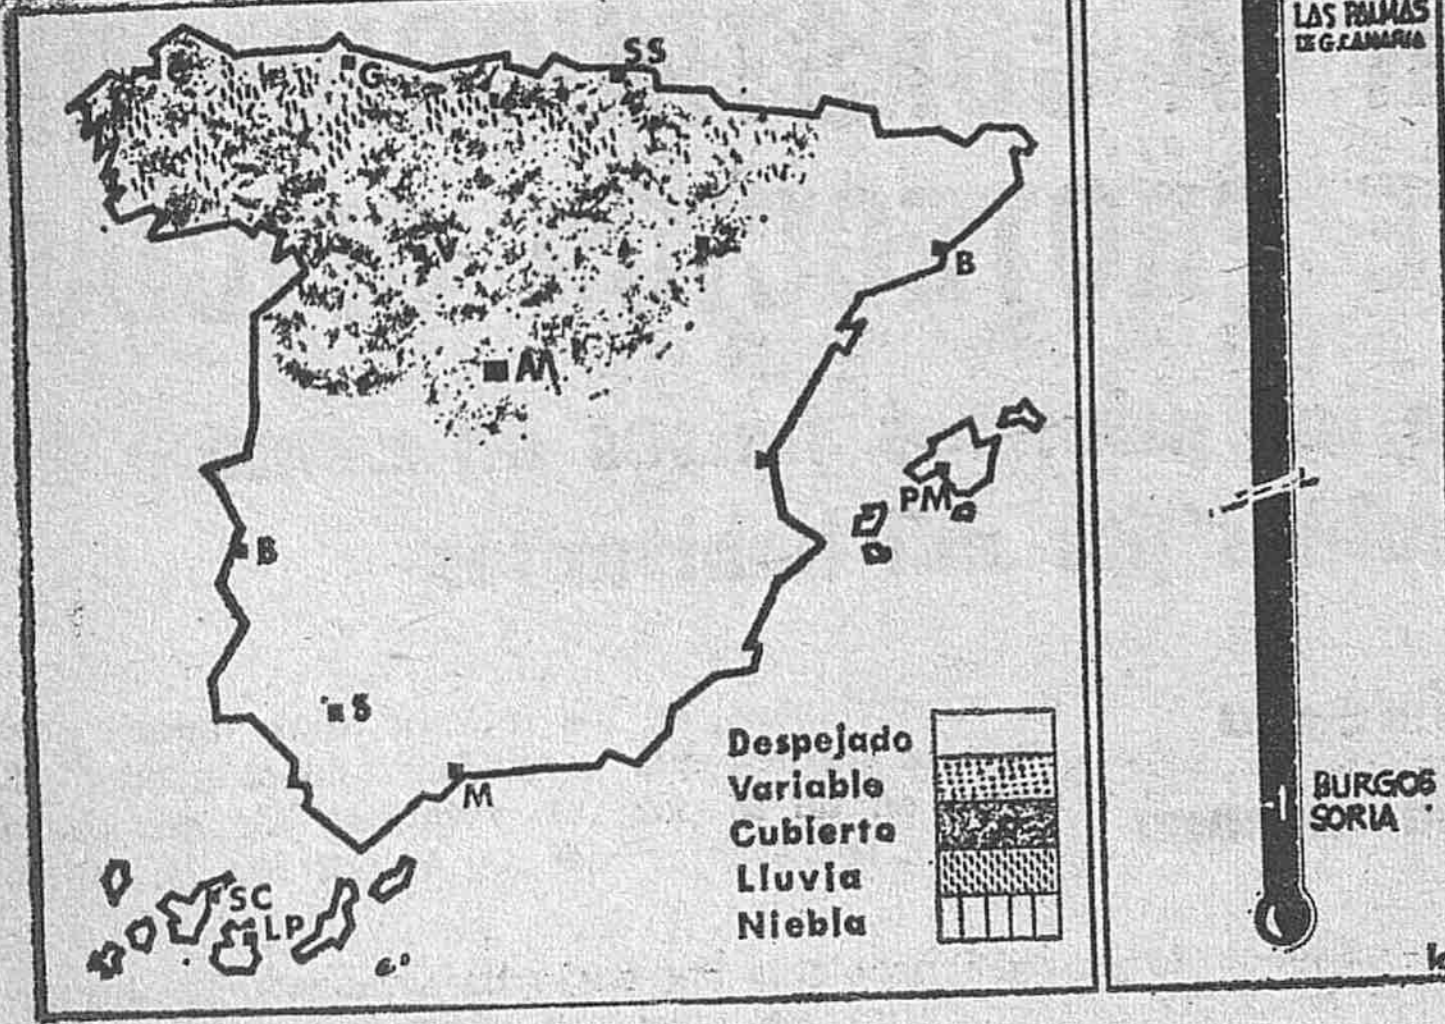 SS
G
V
B
M
PM
B
S
M
Despejado
Variable
Cubierto
Lluvia
Niebla
SC
LP
LAS PALMAS
DE G.CANARIA
-1
BURGOS
SORIA